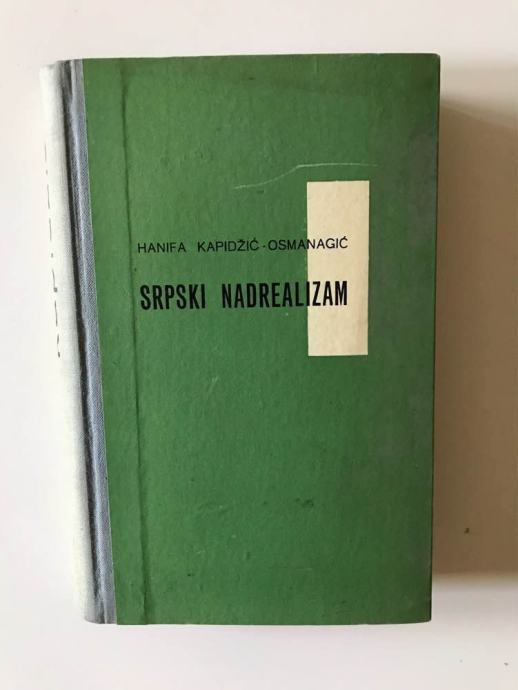 HANIFA KAPIDŽIĆ-OSMANAGIĆ
SRPSKI NADREALIZAM